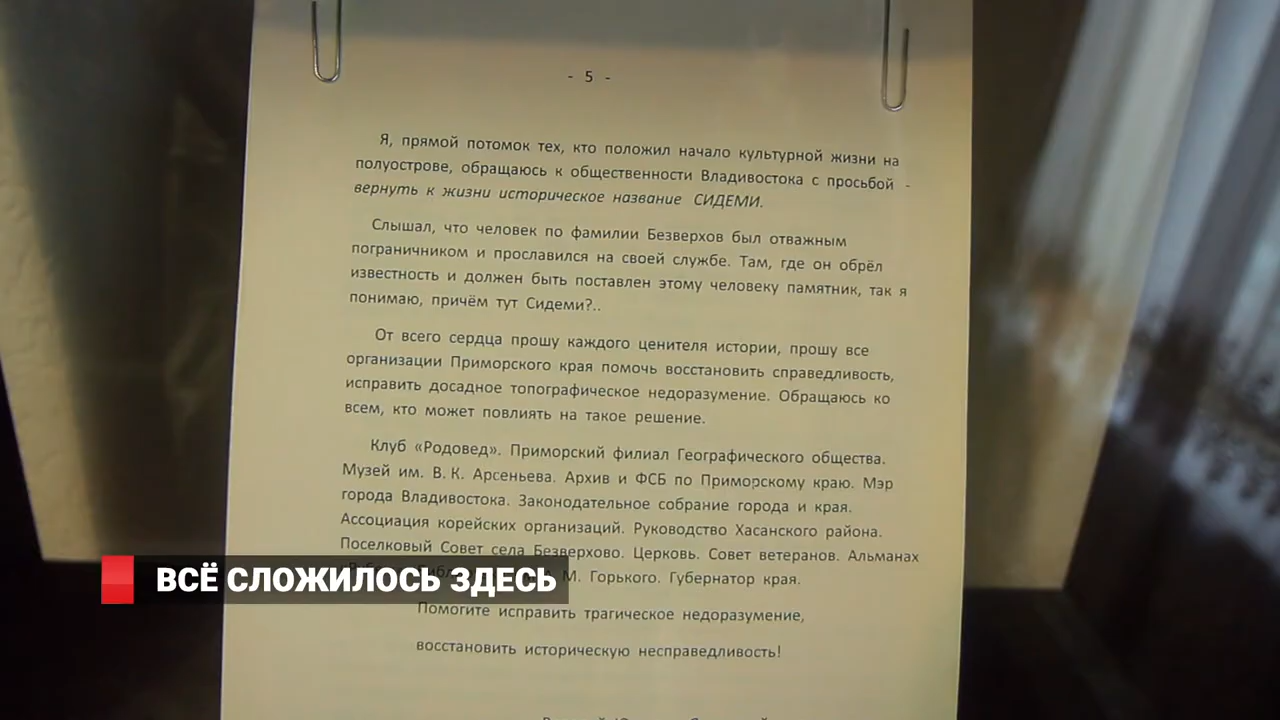 - 5 -
Я, прямой потомок тех, кто положил начало культурной жизни на
полуострове, обращаюсь к общественности Владивостока с просьбой -
вернуть к жизни историческое название СИДЕМИ.
Слышал, что человек по фамилии Безверхов был отважным
пограничником и прославился на своей службе. Там, где он обрёл
известность и должен быть поставлен этому человеку памятник, так я
понимаю, причём тут Сидеми?..
От всего сердца прошу каждого ценителя истории, прошу все
организации Приморского края помочь восстановить справедливость,
исправить досадное топографическое недоразумение. Обращаюсь ко
всем, кто может повлиять на такое решение.
Клуб «Родовед». Приморский филиал Географического общества.
Музей им. В. К. Арсеньева. Архив и ФСБ по Приморскому краю. Мэр
города Владивостока. Законодательное собрание города и края.
Ассоциация корейских организаций. Руководство Хасанского района.
Поселковый Совет села Безверхово. Церковь. Совет ветеранов. Альманах
М. Горького. Губернатор края.
ВСЁ СЛОЖИЛОСЬ ЗДЕСЬ
Помогите исправить трагическое недоразумение,
восстановить историческую несправедливость!